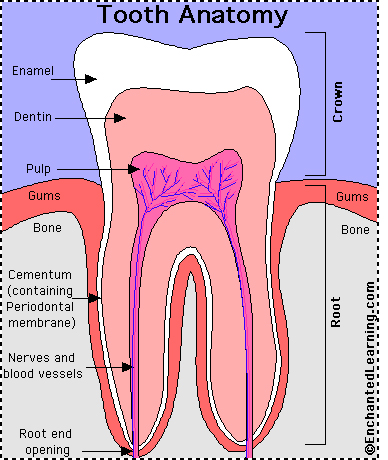 Tooth Anatomy
Enamel
Dentin
Crown
Pulp
Gums
Gums
Bone
Bone
Cementum
(containing
Periodontal
membrane)
Root
Nerves and
blood vessels
Root end
opening
©EnchantedLearning.com